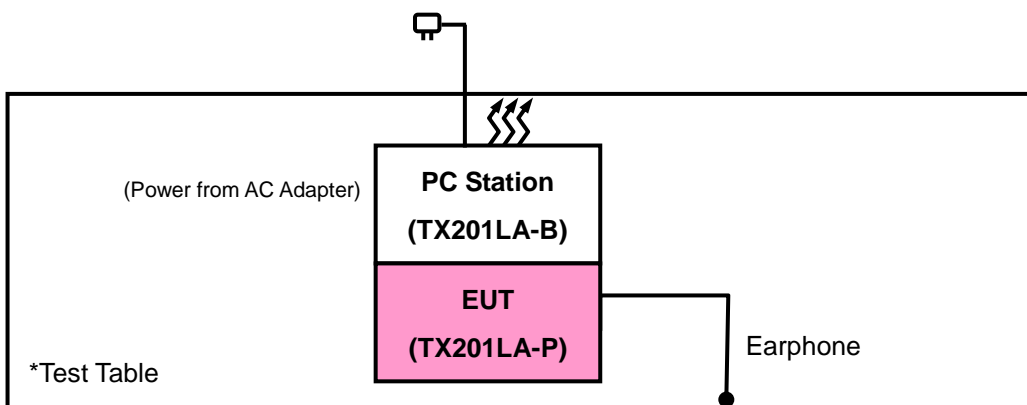 (Power from AC Adapter)
PC Station
(TX201LA-B)
EUT
(TX201LA-P)
Earphone
*Test Table